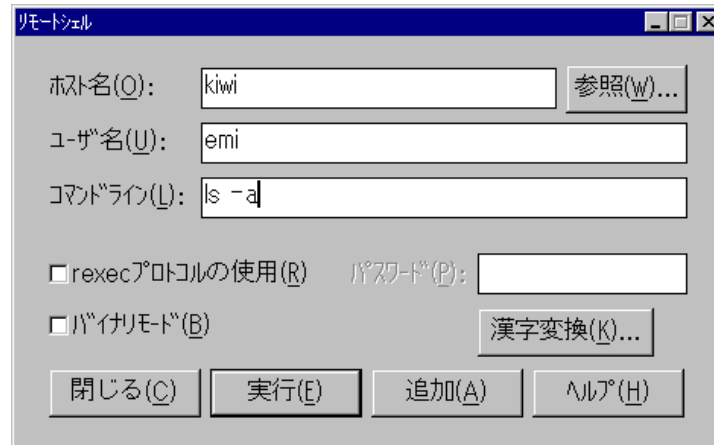 リモートシェル
ホスト名(O): kiwi 参照(W)...
ユーザ名(U): emi
コマンドライン(L): ls -a
rexecプロトコルの使用(R) パスワード(P):
バイナリモード(B) 漢字変換(K)...
閉じる(C) 実行(E) 追加(A) ヘルプ(H)